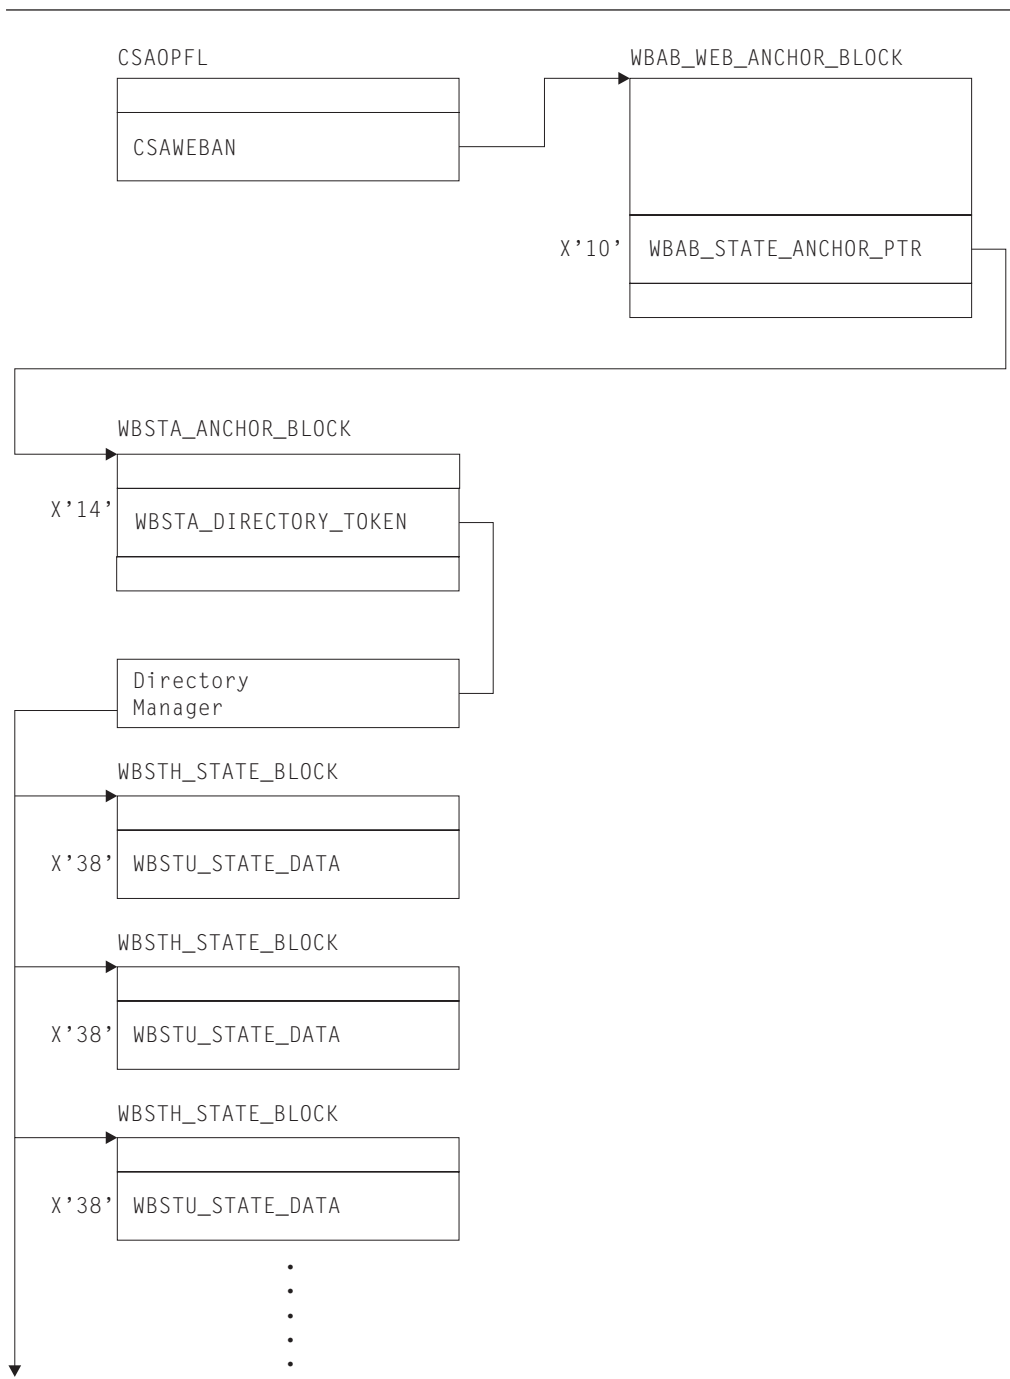 CSAOPFL
WBAB_WEB_ANCHOR_BLOCK
CSAWEBAN
X'10'
WBAB_STATE_ANCHOR_PTR
WBSTA_ANCHOR_BLOCK
X'14'
WBSTA_DIRECTORY_TOKEN
Directory
Manager
WBSTH_STATE_BLOCK
X'38'
WBSTU_STATE_DATA
WBSTH_STATE_BLOCK
X'38'
WBSTU_STATE_DATA
WBSTH_STATE_BLOCK
X'38'
WBSTU_STATE_DATA